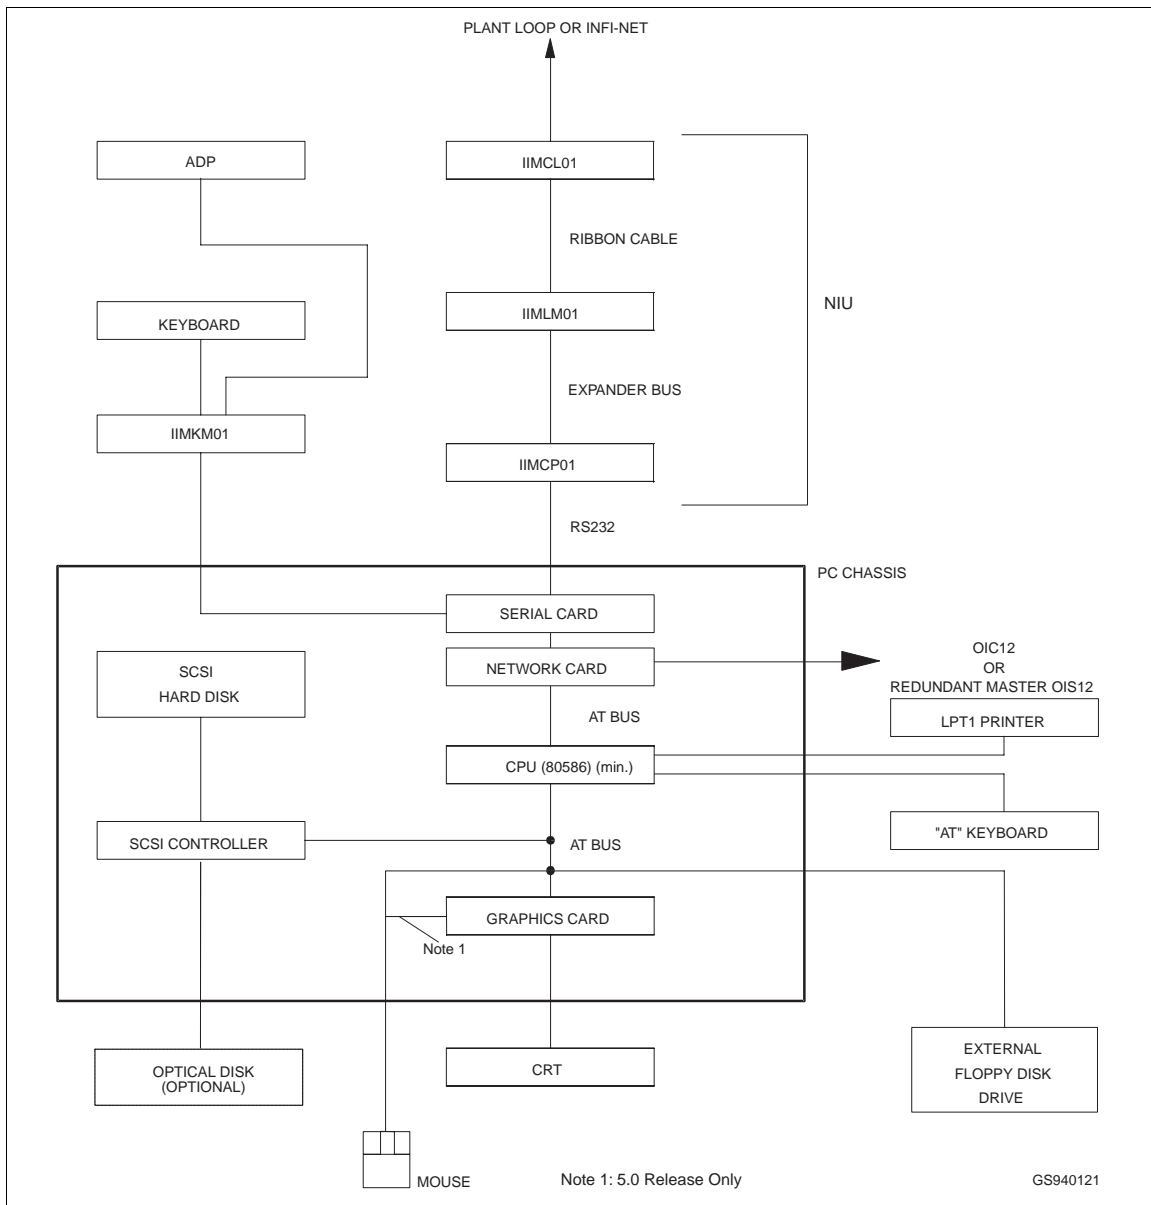 PLANT LOOP OR INFI-NET
ADP
IIMCL01
RIBBON CABLE
KEYBOARD
IIMLM01
NIU
EXPANDER BUS
IIMKM01
IIMCP01
RS232
PC CHASSIS
SERIAL CARD
SCSI
HARD DISK
NETWORK CARD
OIC12
OR
REDUNDANT MASTER OIS12
AT BUS
LPT1 PRINTER
CPU (80586) (min.)
SCSI CONTROLLER
AT BUS
"AT" KEYBOARD
GRAPHICS CARD
Note 1
OPTICAL DISK
(OPTIONAL)
CRT
EXTERNAL
FLOPPY DISK
DRIVE
MOUSE
Note 1: 5.0 Release Only
GS940121